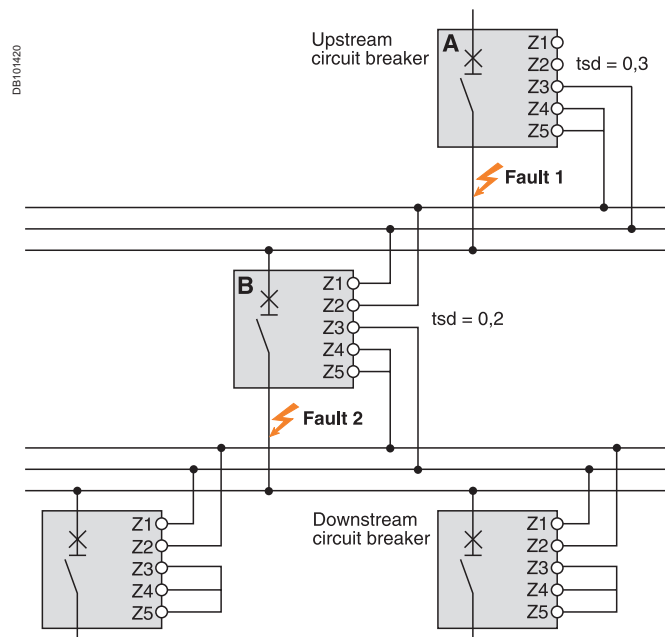 DB101420
Upstream
circuit breaker
A
Z1
Z2
Z3
Z4
Z5
tsd = 0,3
Fault 1
B
Z1
Z2
Z3
Z4
Z5
tsd = 0,2
Fault 2
Z1
Z2
Z3
Z4
Z5
Downstream
circuit breaker
Z1
Z2
Z3
Z4
Z5